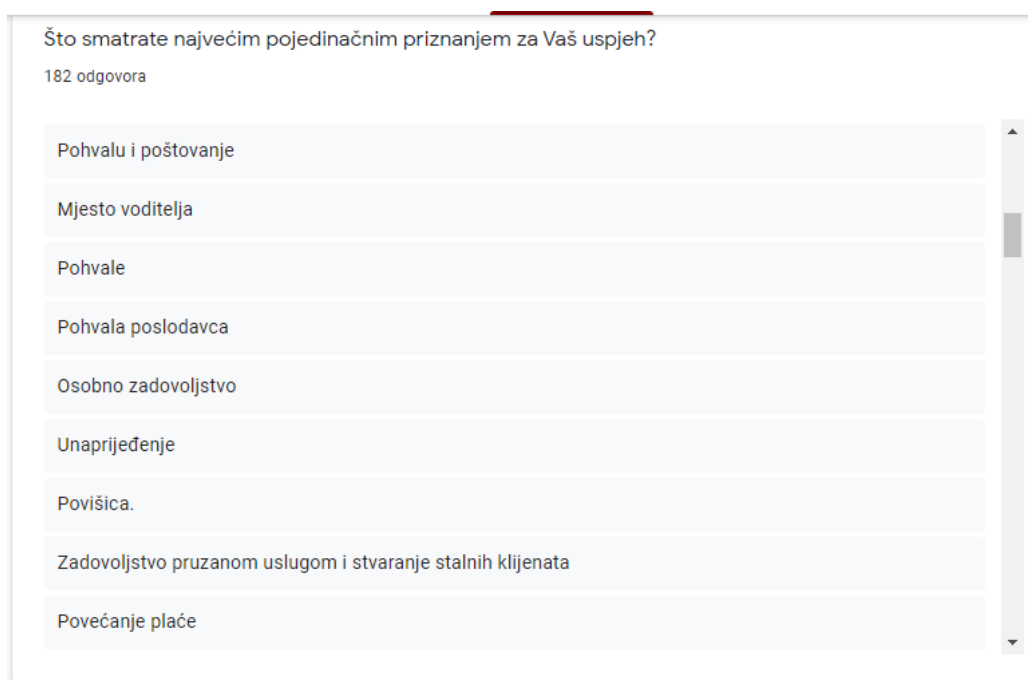 Što smatrate najvećim pojedinačnim priznanjem za Vaš uspjeh?
182 odgovora
Pohvalu i poštovanje
Mjesto voditelja
Pohvale
Pohvala poslodavca
Osobno zadovoljstvo
Unaprijeđenje
Povišica.
Zadovoljstvo pruzanom uslugom i stvaranje stalnih klijenata
Povećanje plaće